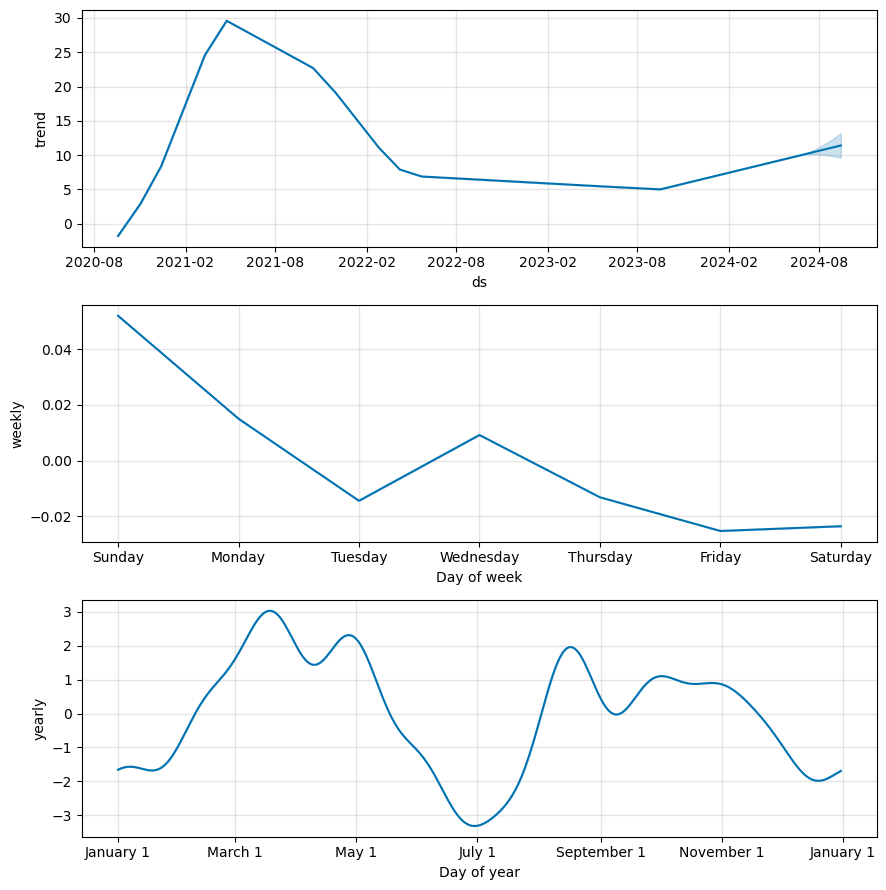 30
25
20
15
10
5
0
trend
2020-08 2021-02 2021-08 2022-02 2022-08 2023-02 2023-08 2024-02 2024-08
ds
0.04
0.02
0.00
−0.02
weekly
Sunday Monday Tuesday Wednesday Thursday Friday Saturday
Day of week
3
2
1
0
−1
−2
−3
yearly
January 1 March 1 May 1 July 1 September 1 November 1 January 1
Day of year